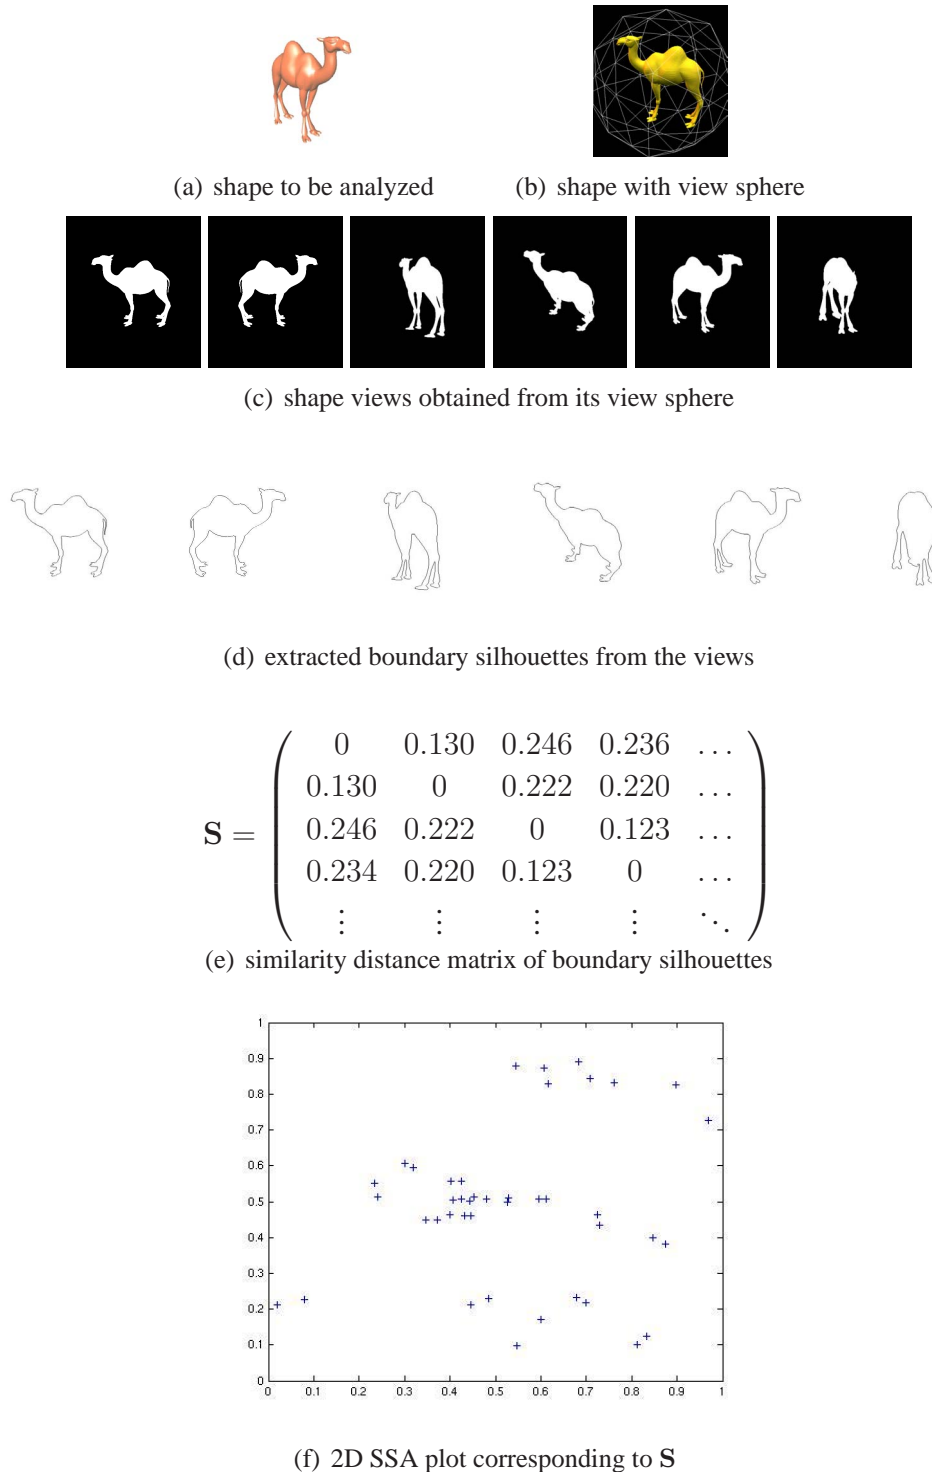 (a) shape to be analyzed
(b) shape with view sphere
(c) shape views obtained from its view sphere
(d) extracted boundary silhouettes from the views
S =
0 0.130 0.246 0.236 ...
0.130 0 0.222 0.220 ...
0.246 0.222 0 0.123 ...
0.234 0.220 0.123 0 ...
⋮ ⋮ ⋮ ⋮ ⋱
(e) similarity distance matrix of boundary silhouettes
1
0.9
0.8
0.7
0.6
0.5
0.4
0.3
0.2
0.1
0
0 0.1 0.2 0.3 0.4 0.5 0.6 0.7 0.8 0.9 1
(f) 2D SSA plot corresponding to S